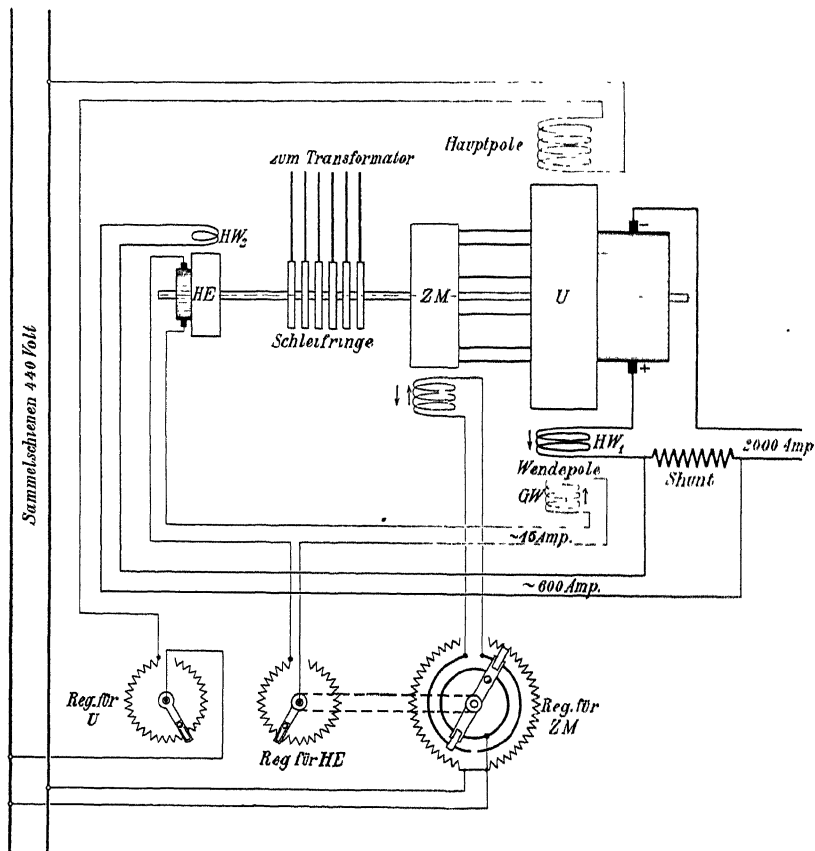 Hauptpole
zum Transformator
HW₂
HE
ZM
U
Schleifringe
Sammelschienen 440 Volt
−
+
HW₁
Wendepole
GW
2000 Amp
Shunt
~15 Amp.
~600 Amp.
Reg. für
U
Reg für HE
Reg. für
ZM